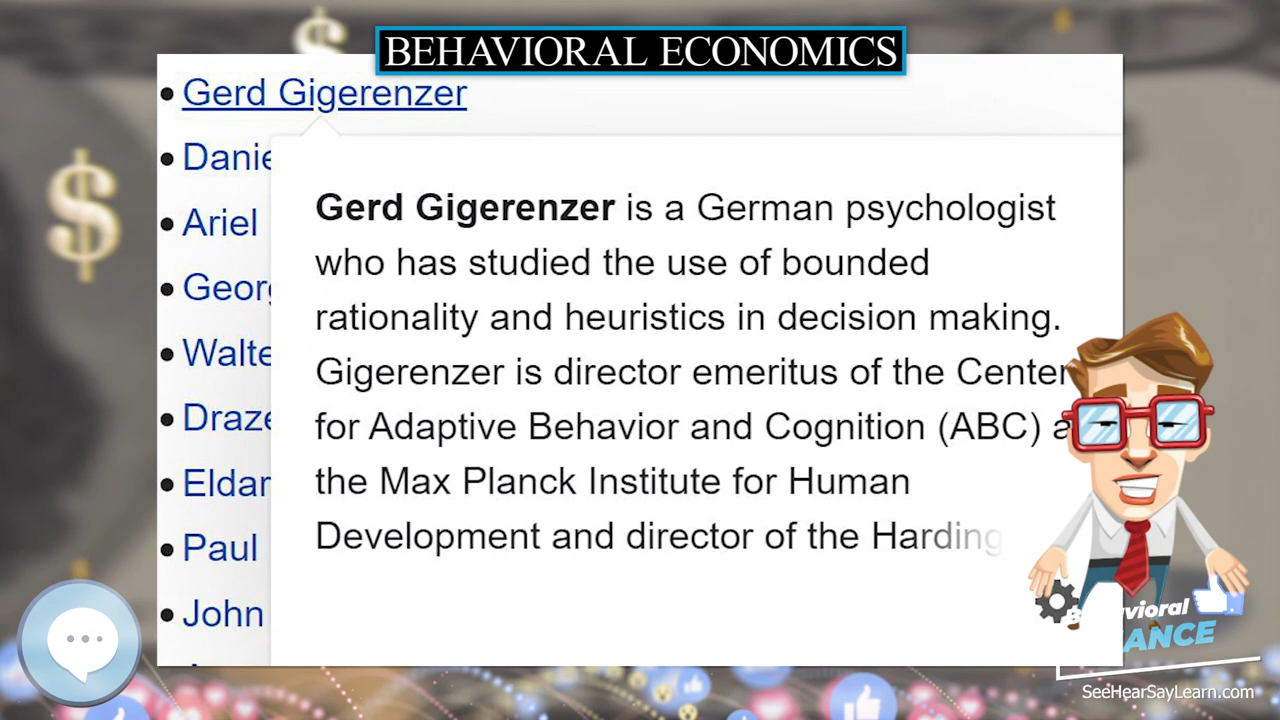 BEHAVIORAL ECONOMICS
Gerd Gigerenzer
Danie
Ariel
Geor
Walte
Draze
Eldar
Paul
John
Gerd Gigerenzer is a German psychologist
who has studied the use of bounded
rationality and heuristics in decision making.
Gigerenzer is director emeritus of the Center
for Adaptive Behavior and Cognition (ABC) a
the Max Planck Institute for Human
Development and director of the Harding
SeeHearSayLearn.com